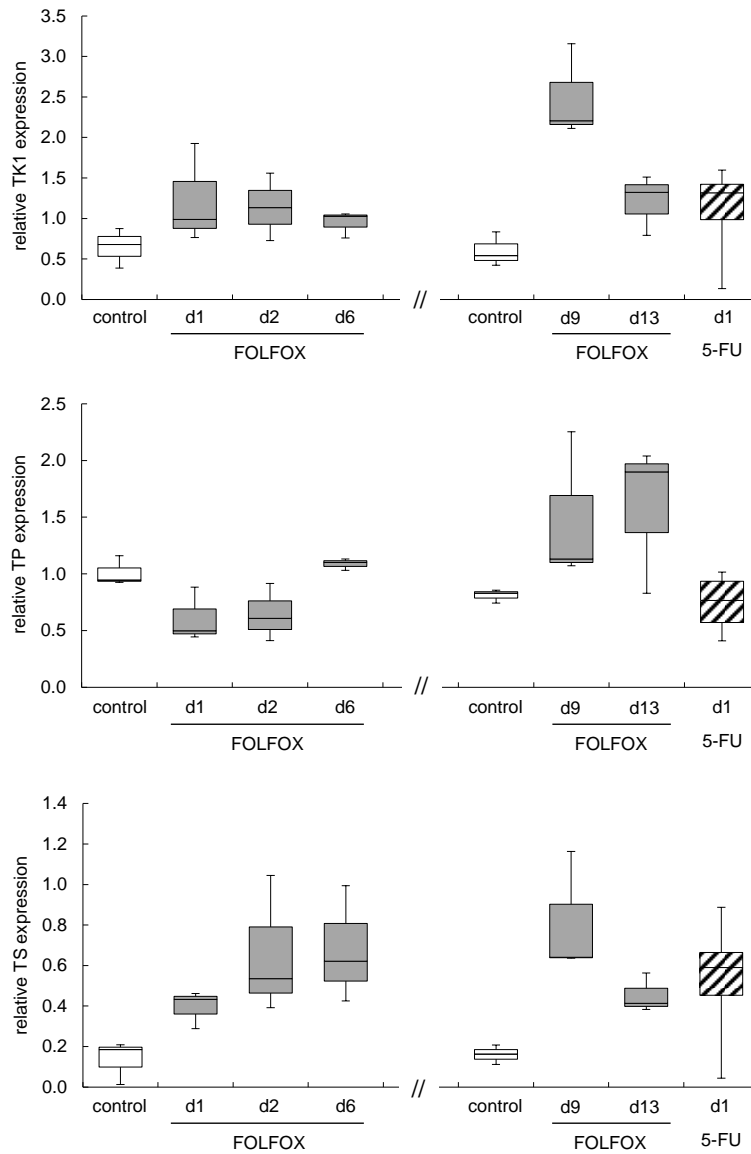 relative TK1 expression
3.5
3.0
2.5
2.0
1.5
1.0
0.5
0.0
control d1 d2 d6 // control d9 d13 d1
FOLFOX FOLFOX 5-FU
relative TP expression
2.5
2.0
1.5
1.0
0.5
0.0
control d1 d2 d6 // control d9 d13 d1
FOLFOX FOLFOX 5-FU
relative TS expression
1.4
1.2
1.0
0.8
0.6
0.4
0.2
0.0
control d1 d2 d6 // control d9 d13 d1
FOLFOX FOLFOX 5-FU